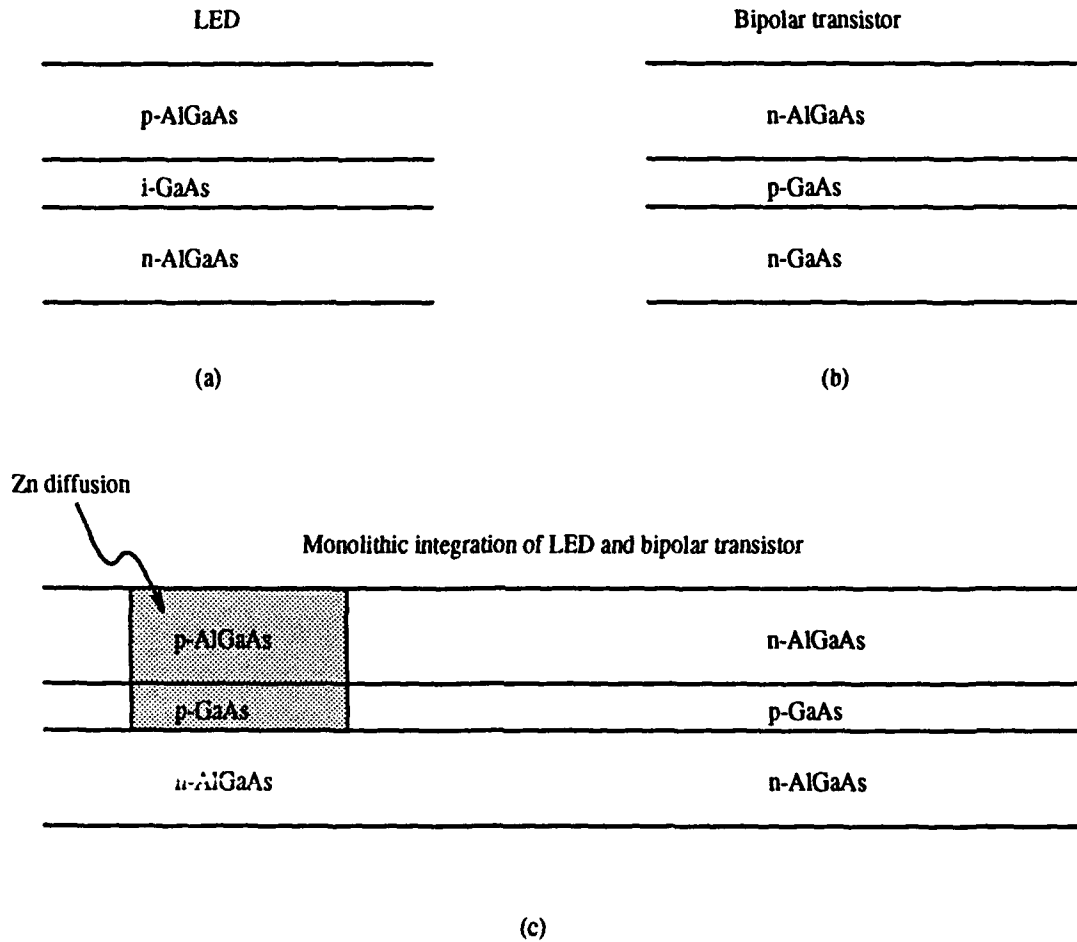 LED
p-AlGaAs
i-GaAs
n-AlGaAs
(a)
Bipolar transistor
n-AlGaAs
p-GaAs
n-GaAs
(b)
Zn diffusion
Monolithic integration of LED and bipolar transistor
p-AlGaAs
n-AlGaAs
p-GaAs
p-GaAs
n-AlGaAs
n-AlGaAs
(c)